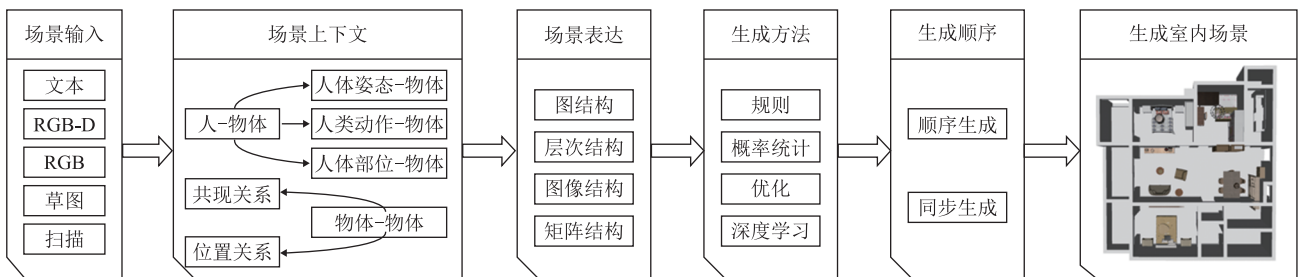 场景输入
文本
RGB-D
RGB
草图
扫描
场景上下文
人-物体
人体姿态-物体
人类动作-物体
人体部位-物体
共现关系
物体-物体
位置关系
场景表达
图结构
层次结构
图像结构
矩阵结构
生成方法
规则
概率统计
优化
深度学习
生成顺序
顺序生成
同步生成
生成室内场景